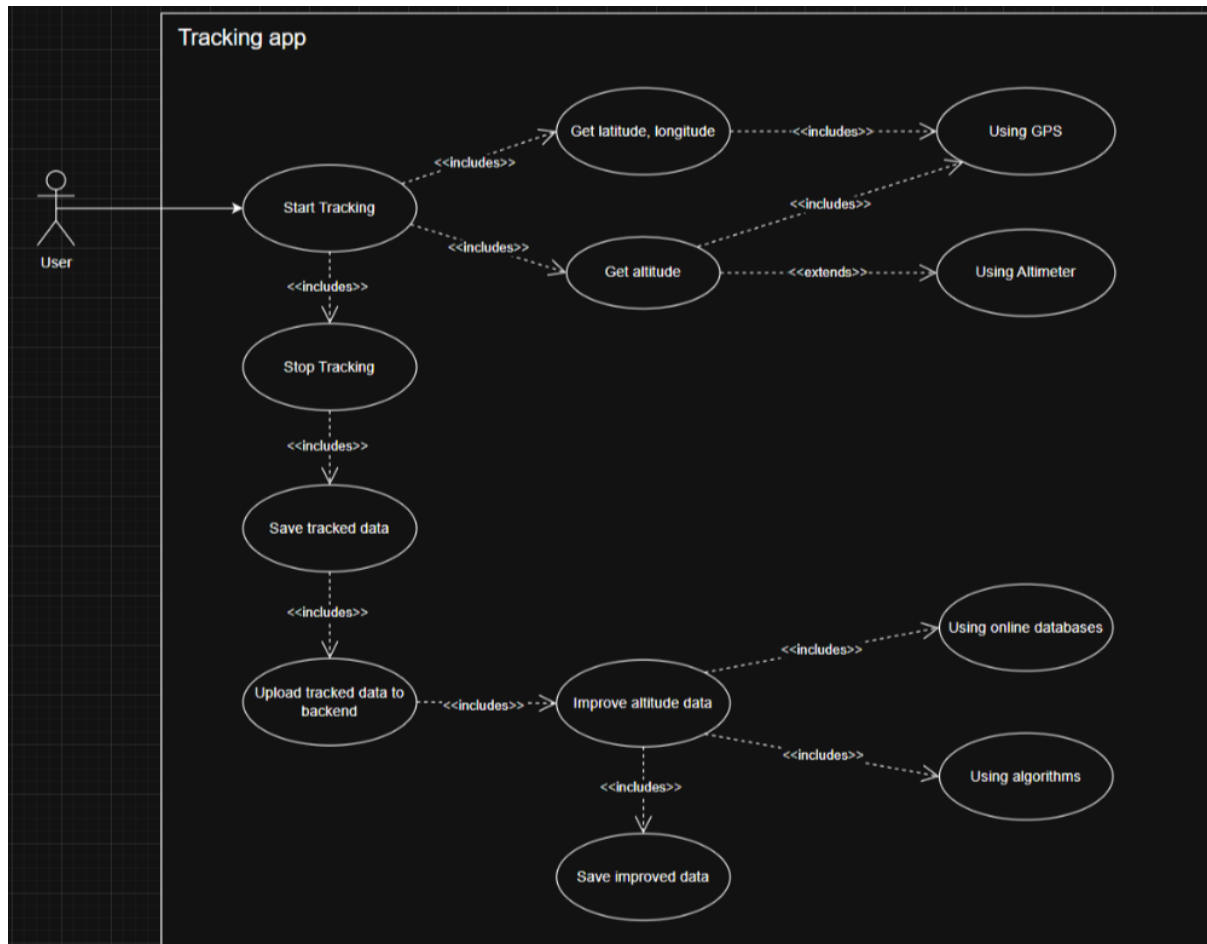 Tracking app
Get latitude, longitude
<<includes>>
Using GPS
<<includes>>
Start Tracking
<<includes>>
User
<<includes>>
Get altitude
<<extends>>
Using Altimeter
<<includes>>
Stop Tracking
<<includes>>
Save tracked data
<<includes>>
Using online databases
<<includes>>
Upload tracked data to
backend
<<includes>>
Improve altitude data
<<includes>>
Using algorithms
<<includes>>
Save improved data